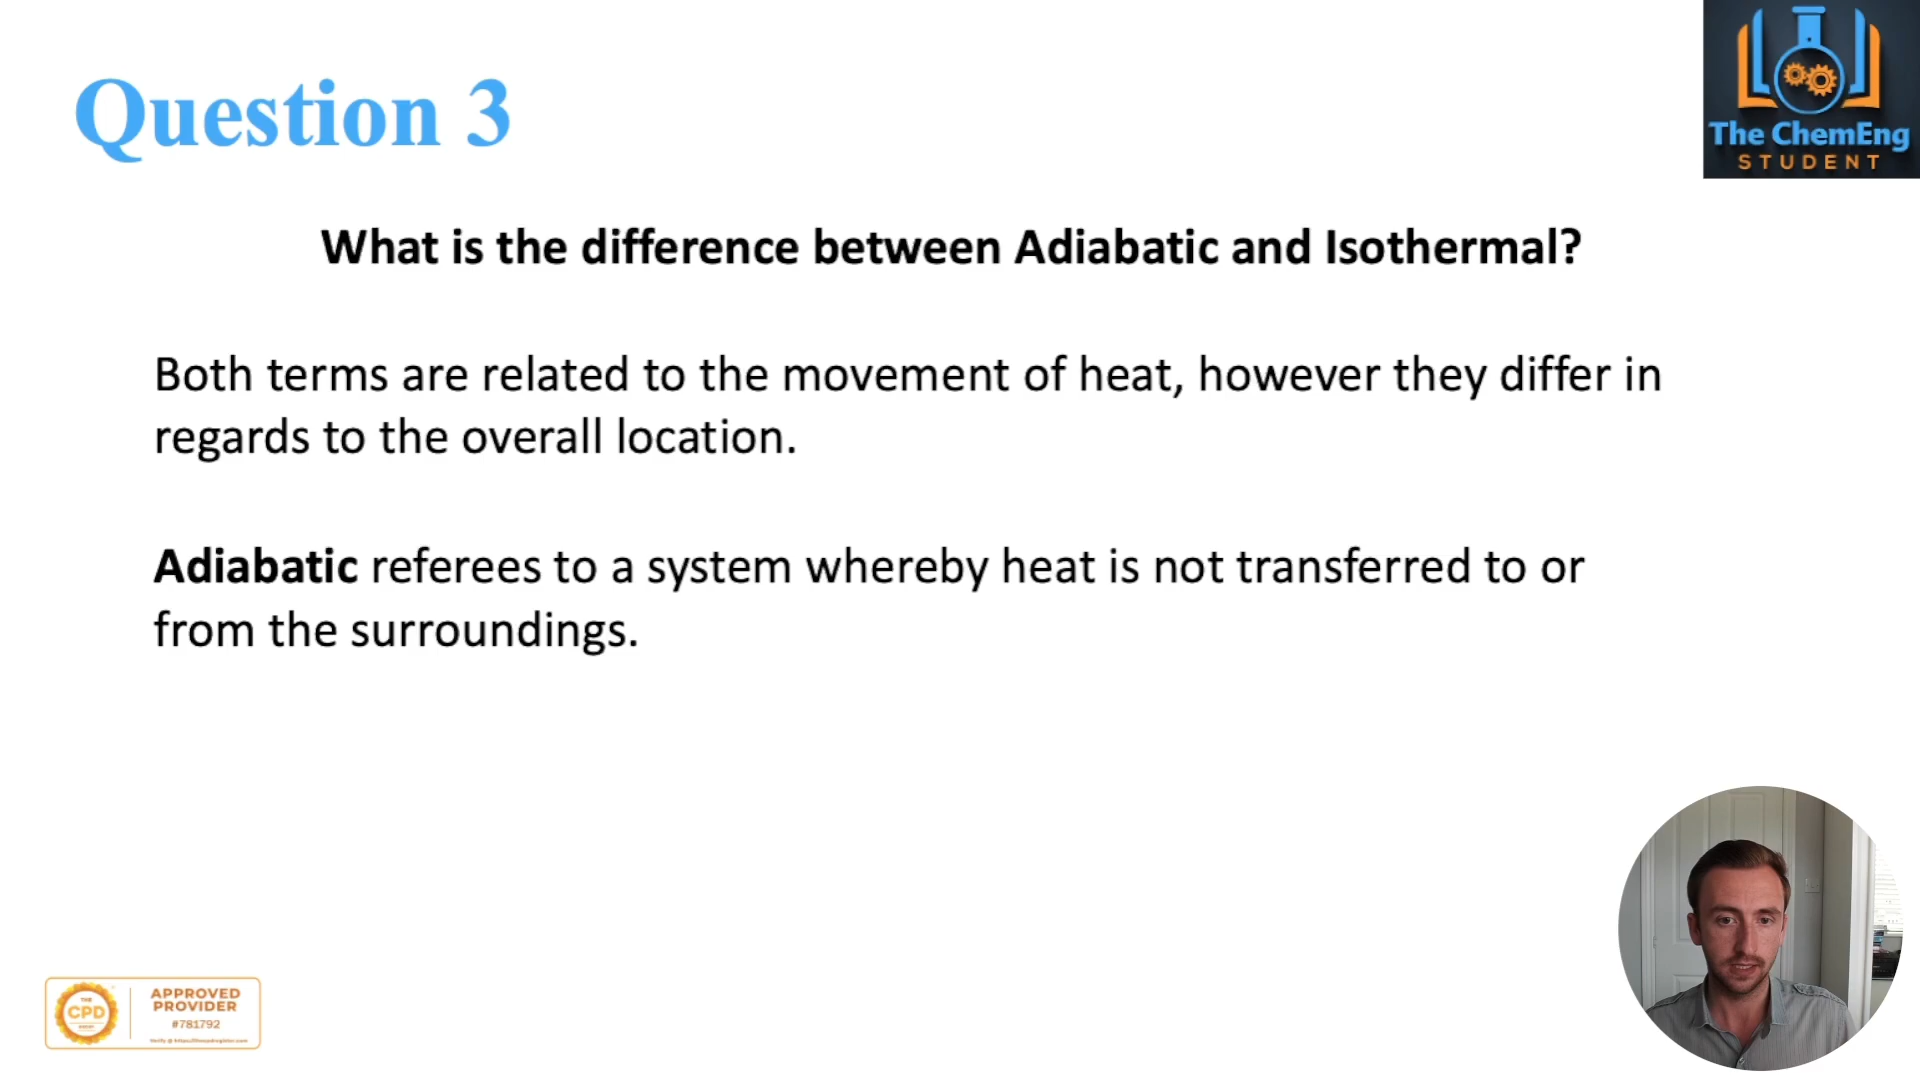 Question 3
The ChemEng
STUDENT
What is the difference between Adiabatic and Isothermal?
Both terms are related to the movement of heat, however they differ in
regards to the overall location.
Adiabatic referees to a system whereby heat is not transferred to or
from the surroundings.
THE
CPD
APPROVED
PROVIDER
#781792